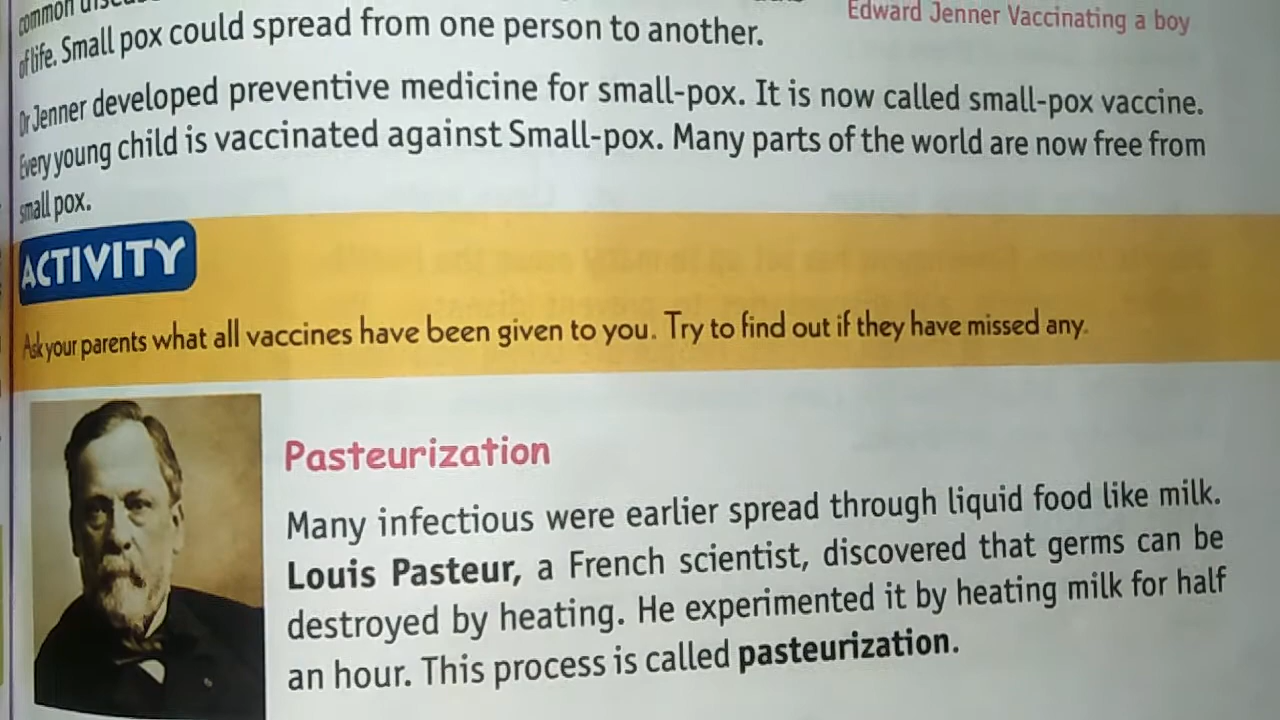 common
Edward Jenner Vaccinating a boy
of life. Small pox could spread from one person to another.
Dr Jenner developed preventive medicine for small-pox. It is now called small-pox vaccine.
Every young child is vaccinated against Small-pox. Many parts of the world are now free from
small pox.
ACTIVITY
Ask your parents what all vaccines have been given to you. Try to find out if they have missed any.
Pasteurization
Many infectious were earlier spread through liquid food like milk.
Louis Pasteur, a French scientist, discovered that germs can be
destroyed by heating. He experimented it by heating milk for half
an hour. This process is called pasteurization.